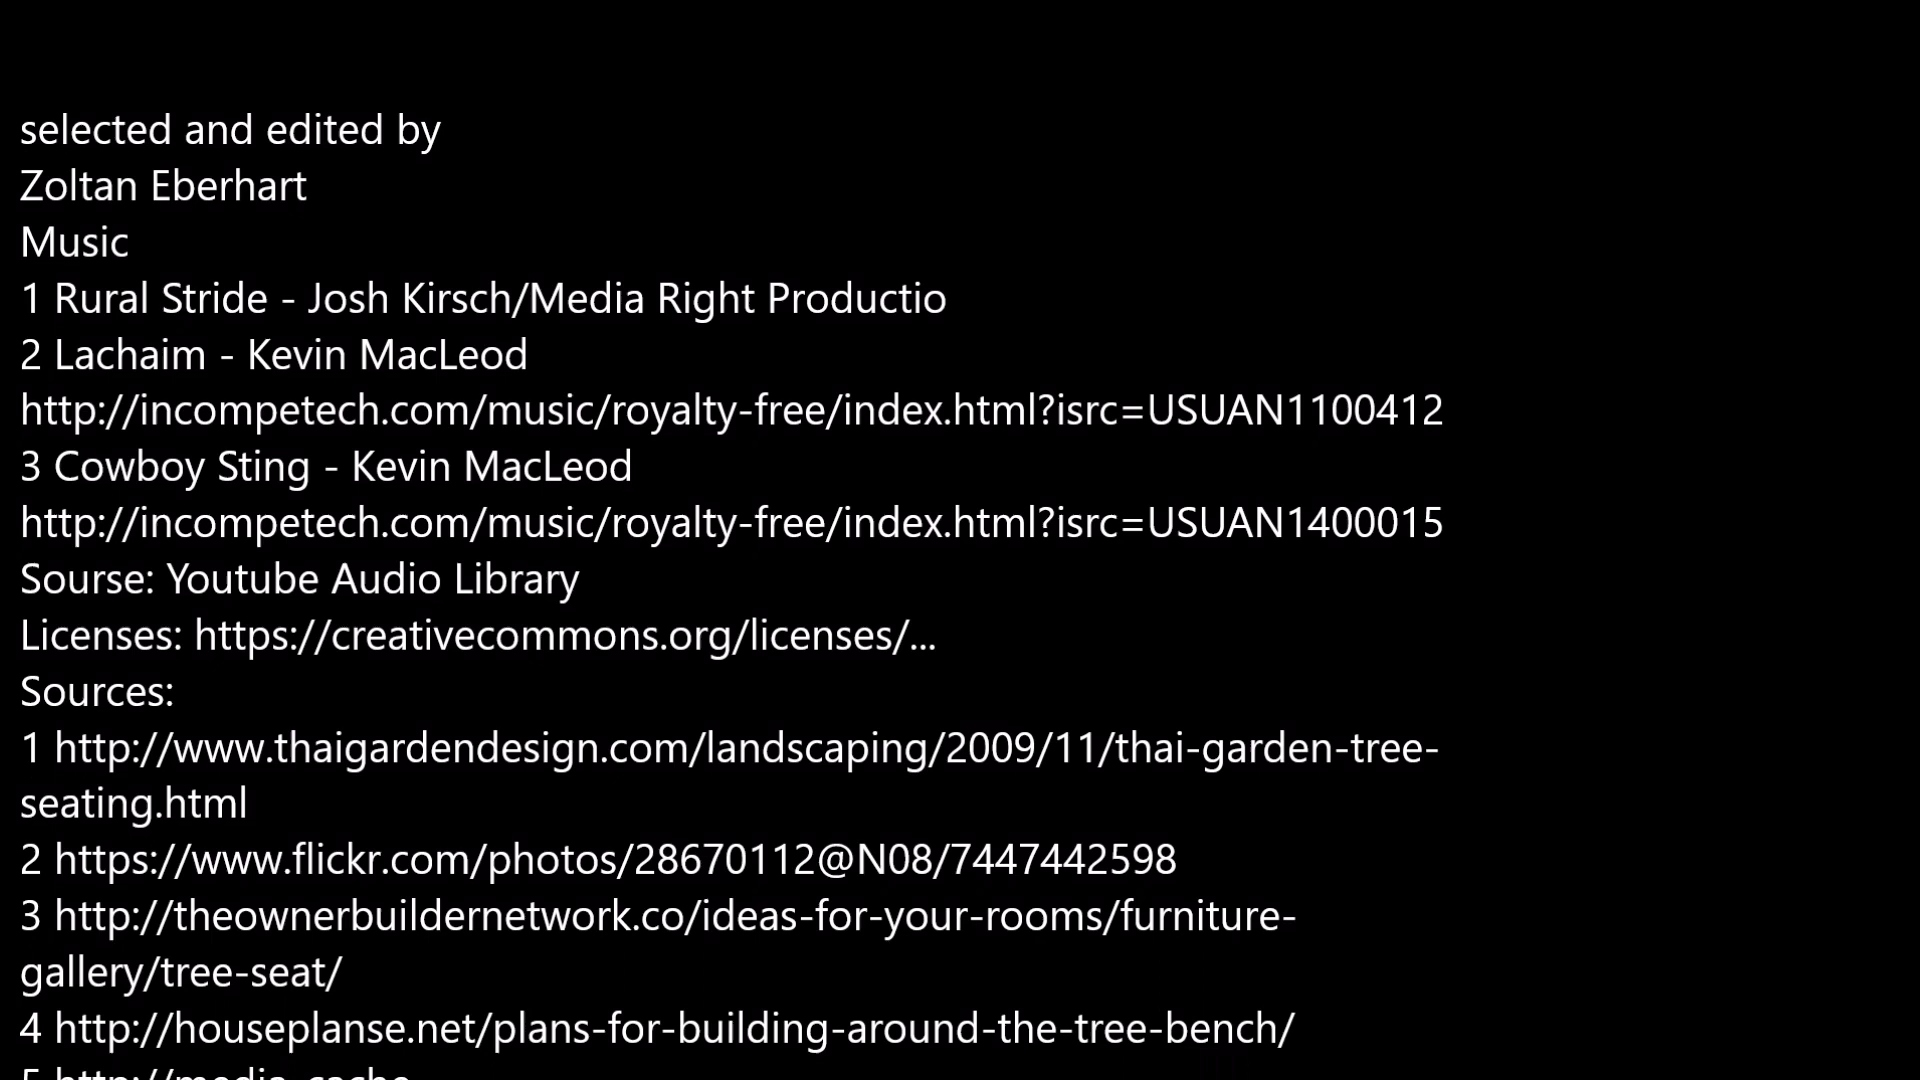 selected and edited by
Zoltan Eberhart
Music
1 Rural Stride - Josh Kirsch/Media Right Productio
2 Lachaim - Kevin MacLeod
http://incompetech.com/music/royalty-free/index.html?isrc=USUAN1100412
3 Cowboy Sting - Kevin MacLeod
http://incompetech.com/music/royalty-free/index.html?isrc=USUAN1400015
Sourse: Youtube Audio Library
Licenses: https://creativecommons.org/licenses/...
Sources:
1 http://www.thaigardendesign.com/landscaping/2009/11/thai-garden-tree-
seating.html
2 https://www.flickr.com/photos/28670112@N08/7447442598
3 http://theownerbuildernetwork.co/ideas-for-your-rooms/furniture-
gallery/tree-seat/
4 http://houseplanse.net/plans-for-building-around-the-tree-bench/
5 http://media-cache